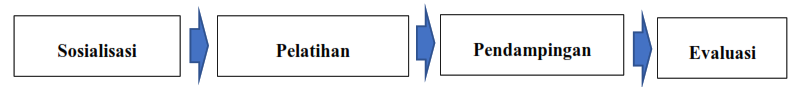 Sosialisasi
Pelatihan
Pendampingan
Evaluasi